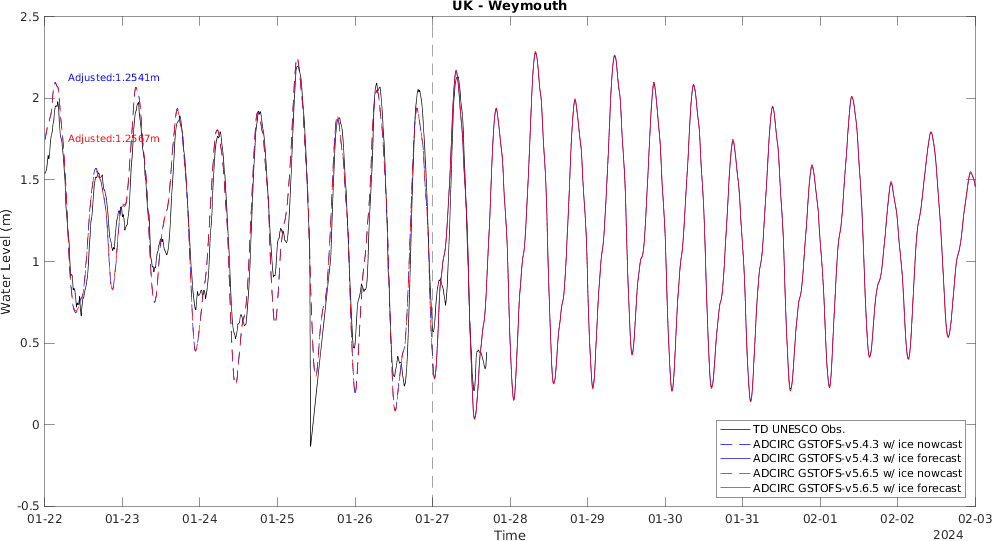 UK - Weymouth
2.5
2
1.5
1
0.5
0
-0.5
Water Level (m)
Adjusted:1.2541m
Adjusted:1.2567m
TD UNESCO Obs.
ADCIRC GSTOFS-v5.4.3 w/ ice nowcast
ADCIRC GSTOFS-v5.4.3 w/ ice forecast
ADCIRC GSTOFS-v5.6.5 w/ ice nowcast
ADCIRC GSTOFS-v5.6.5 w/ ice forecast
01-22 01-23 01-24 01-25 01-26 01-27 01-28 01-29 01-30 01-31 02-01 02-02 02-03
Time
2024